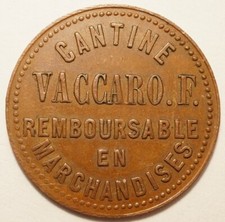 CANTINE
VACCARO.F.
REMBOURSABLE
EN
MARCHANDISES